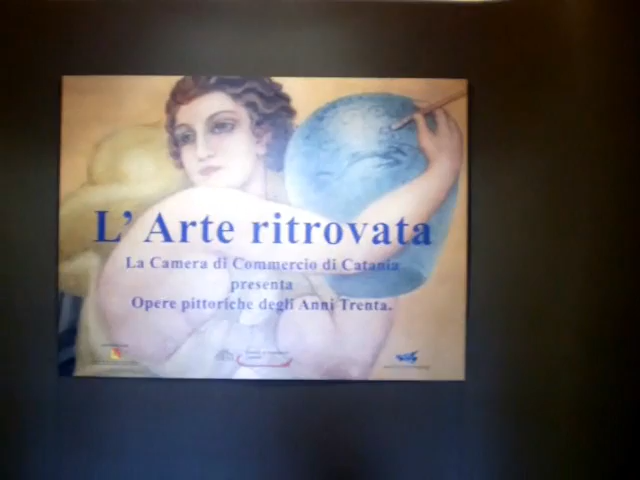 L' Arte ritrovata
La Camera di Commercio di Catania
presenta
Opere pittoriche degli Anni Trenta.